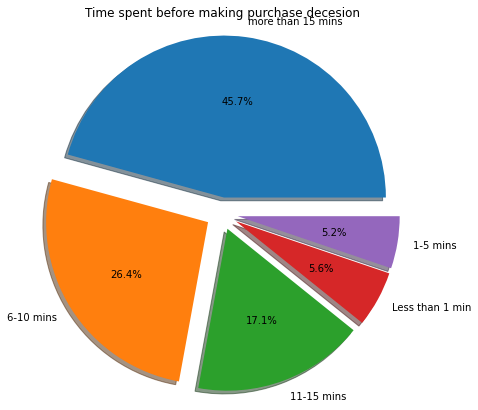 Time spent before making purchase decesion
more than 15 mins
45.7%
5.2%
1-5 mins
5.6%
26.4%
Less than 1 min
6-10 mins
17.1%
11-15 mins